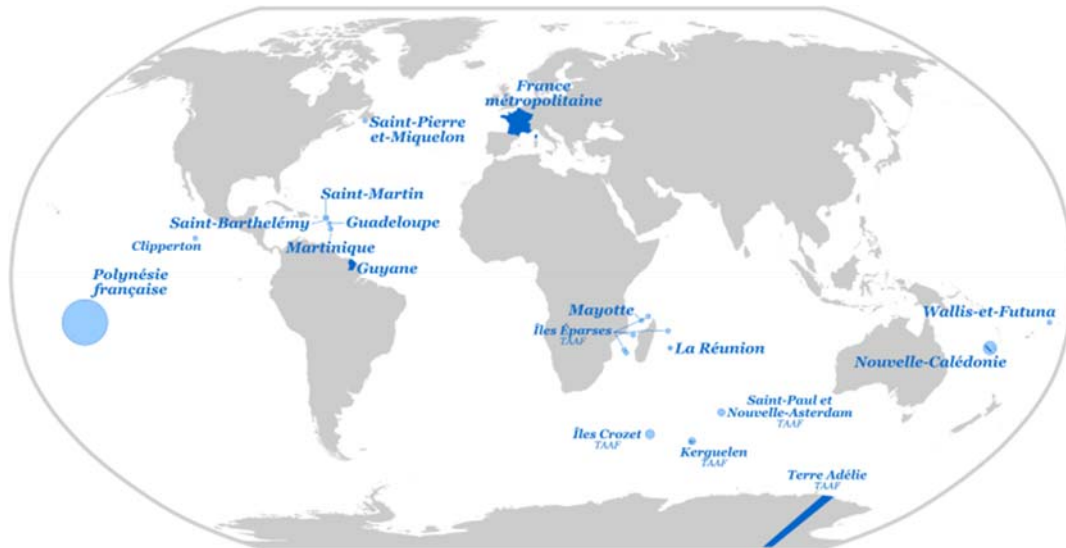 France
métropolitaine
Saint-Pierre
et-Miquelon
Saint-Martin
Saint-Barthelémy
Guadeloupe
Clipperton
Martinique
Guyane
Polynésie
française
Mayotte
Îles Éparses
TAAF
La Réunion
Wallis-et-Futuna
Nouvelle-Calédonie
Saint-Paul et
Nouvelle-Asterdam
TAAF
Îles Crozet
TAAF
Kerguelen
TAAF
Terre Adélie
TAAF